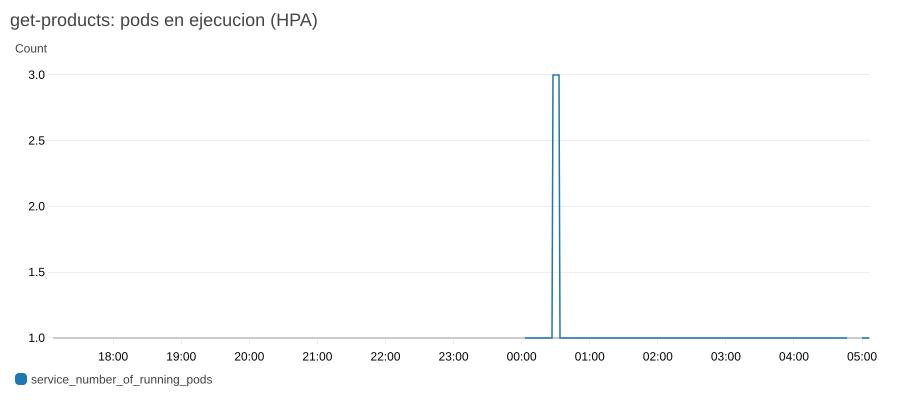 get-products: pods en ejecucion (HPA)
Count
3.0
2.5
2.0
1.5
1.0
18:00 19:00 20:00 21:00 22:00 23:00 00:00 01:00 02:00 03:00 04:00 05:00
service_number_of_running_pods